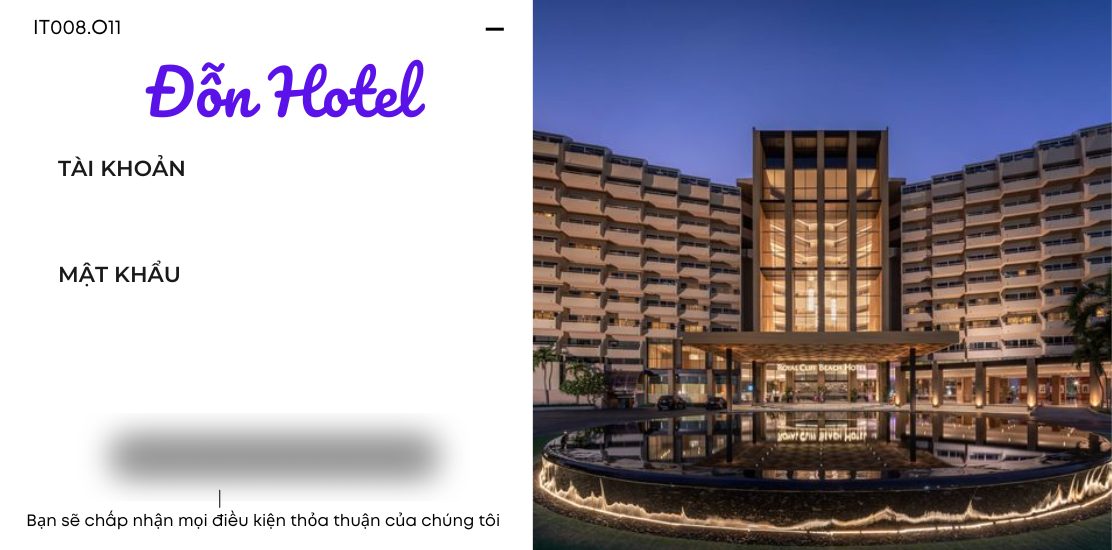 IT008.O11
Đỗn Hotel
TÀI KHOẢN
MẬT KHẨU
Bạn sẽ chấp nhận mọi điều kiện thỏa thuận của chúng tôi
ROYAL CLIFF BEACH HOTEL